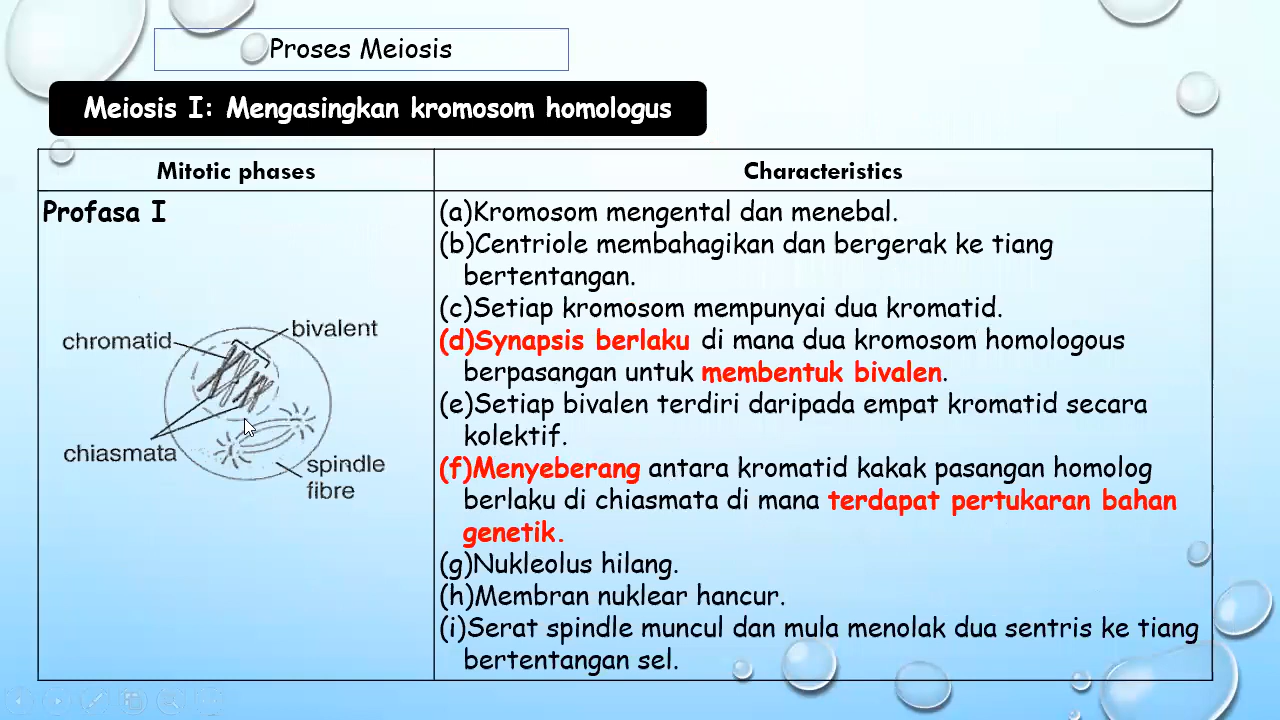 Proses Meiosis
Meiosis I: Mengasingkan kromosom homologus
Mitotic phases
Characteristics
Profasa I
chromatid
bivalent
chiasmata
spindle
fibre
(a)Kromosom mengental dan menebal.
(b)Centriole membahagikan dan bergerak ke tiang
bertentangan.
(c)Setiap kromosom mempunyai dua kromatid.
(d)Synapsis berlaku di mana dua kromosom homologous
berpasangan untuk membentuk bivalen.
(e)Setiap bivalen terdiri daripada empat kromatid secara
kolektif.
(f)Menyeberang antara kromatid kakak pasangan homolog
berlaku di chiasmata di mana terdapat pertukaran bahan
genetik.
(g)Nukleolus hilang.
(h)Membran nuklear hancur.
(i)Serat spindle muncul dan mula menolak dua sentris ke tiang
bertentangan sel.